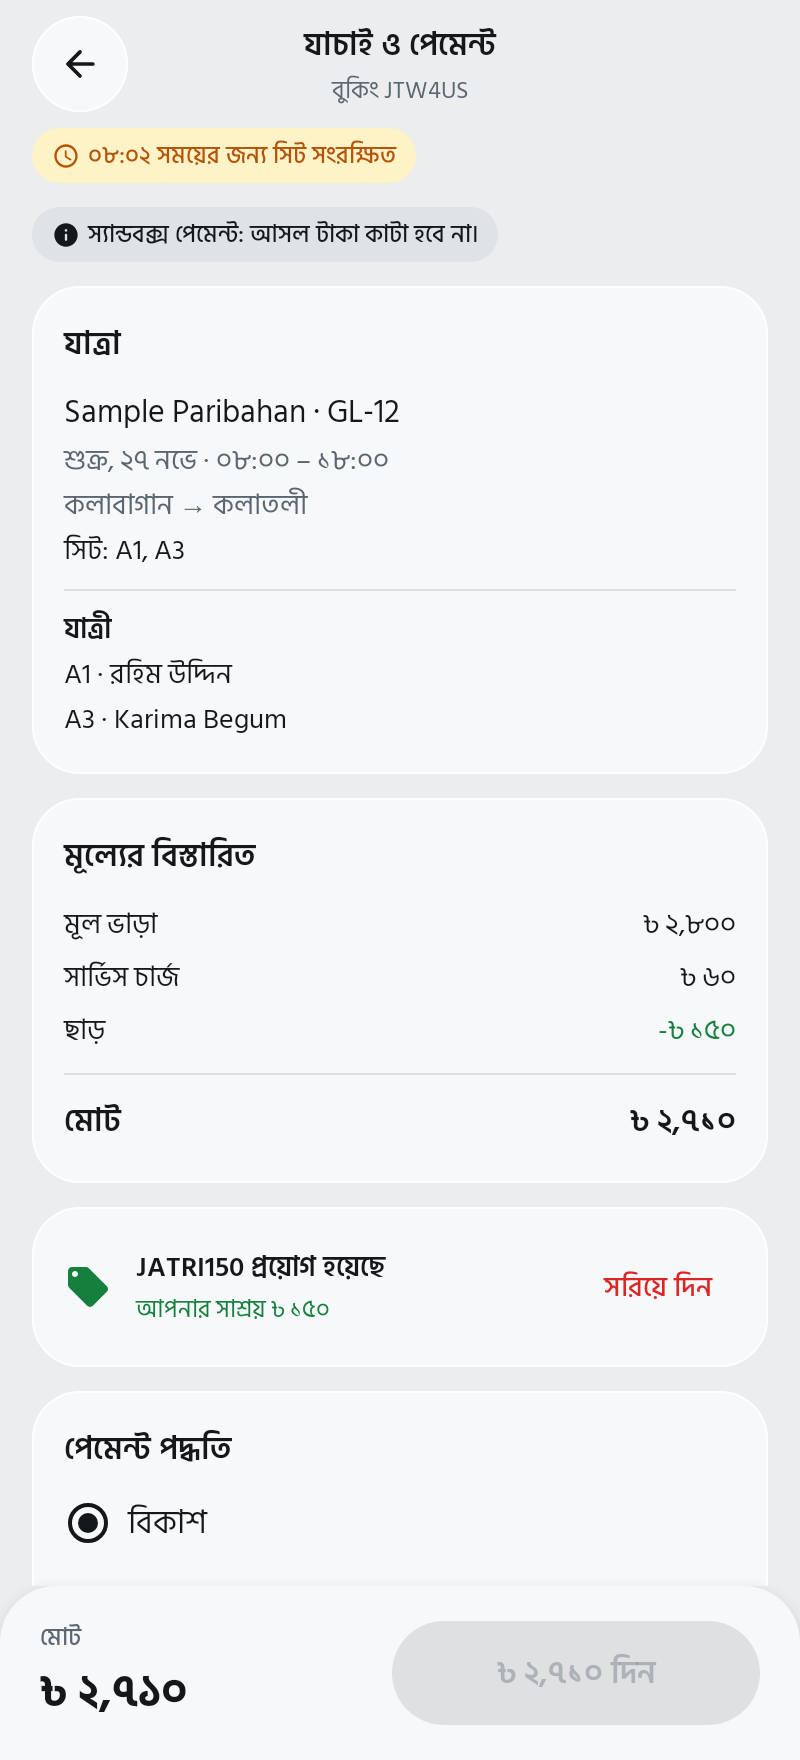 যাচাই ও পেমেন্ট
বুকিং JTW4US
০৮:০২ সময়ের জন্য সিট সংরক্ষিত
স্যান্ডবক্স পেমেন্ট: আসল টাকা কাটা হবে না।
যাত্রা
Sample Paribahan · GL-12
শুক্র, ২৭ নভে · ০৮:০০ – ১৮:০০
কলাবাগান → কলাতলী
সিট: A1, A3
যাত্রী
A1 · রহিম উদ্দিন
A3 · Karima Begum
মূল্যের বিস্তারিত
মূল ভাড়া ৳ ২,৮০০
সার্ভিস চার্জ ৳ ৬০
ছাড় -৳ ১৫০
মোট ৳ ২,৭১০
JATRI150 প্রয়োগ হয়েছে
আপনার সাশ্রয় ৳ ১৫০
সরিয়ে দিন
পেমেন্ট পদ্ধতি
বিকাশ
মোট
৳ ২,৭১০
৳ ২,৭১০ দিন